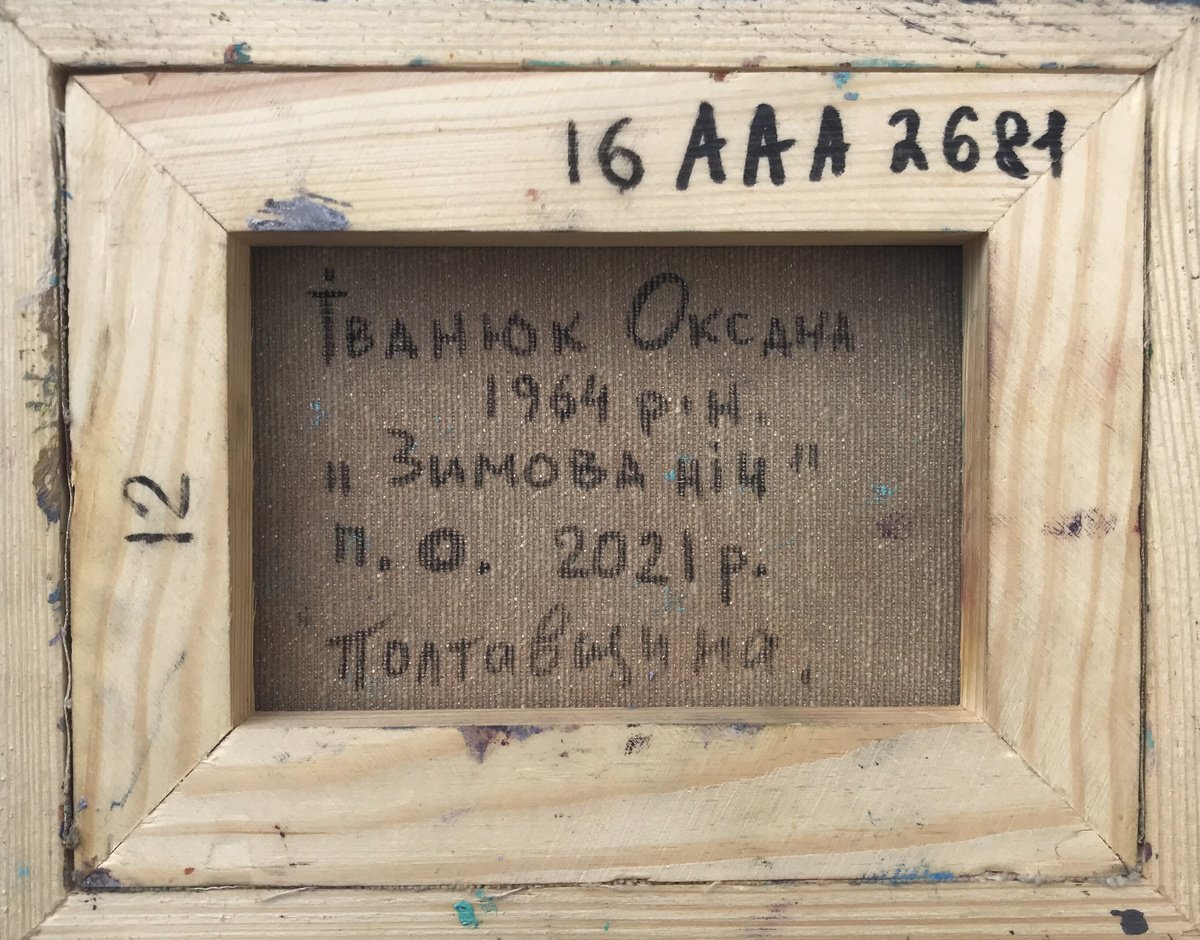 16 AAA 2681
Іванюк Оксана
1964 р.н.
" Зимова ніч "
12
п.о. 2021 р.
Полтавщина.